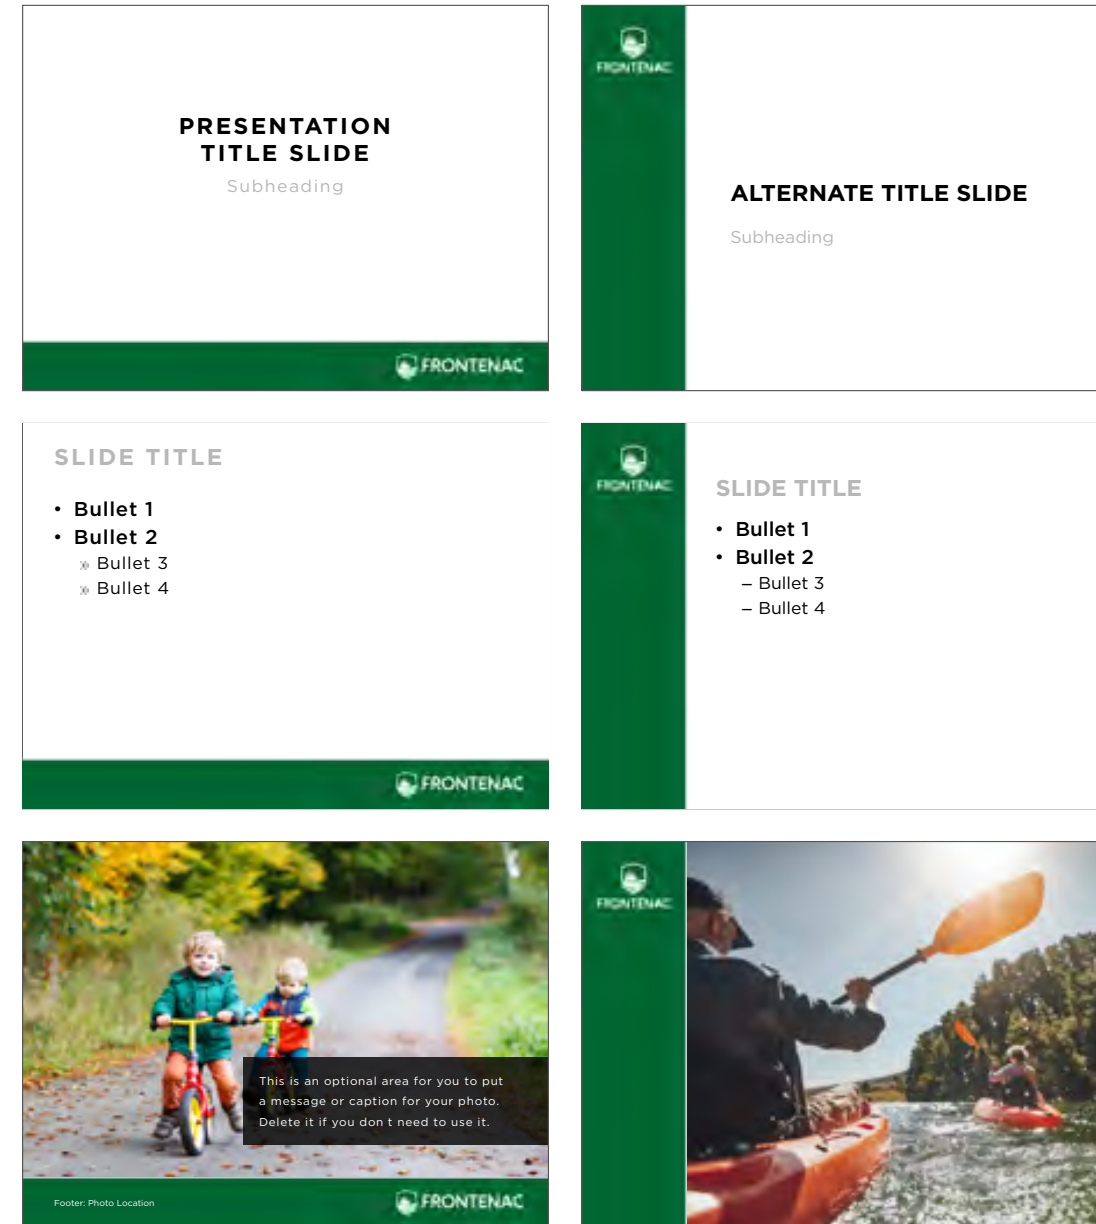 PRESENTATION
TITLE SLIDE
Subheading
FRONTENAC
FRONTENAC
ALTERNATE TITLE SLIDE
Subheading
SLIDE TITLE
• Bullet 1
• Bullet 2
Bullet 3
Bullet 4
FRONTENAC
FRONTENAC
SLIDE TITLE
• Bullet 1
• Bullet 2
– Bullet 3
– Bullet 4
This is an optional area for you to put
a message or caption for your photo.
Delete it if you don t need to use it.
Footer: Photo Location
FRONTENAC
FRONTENAC